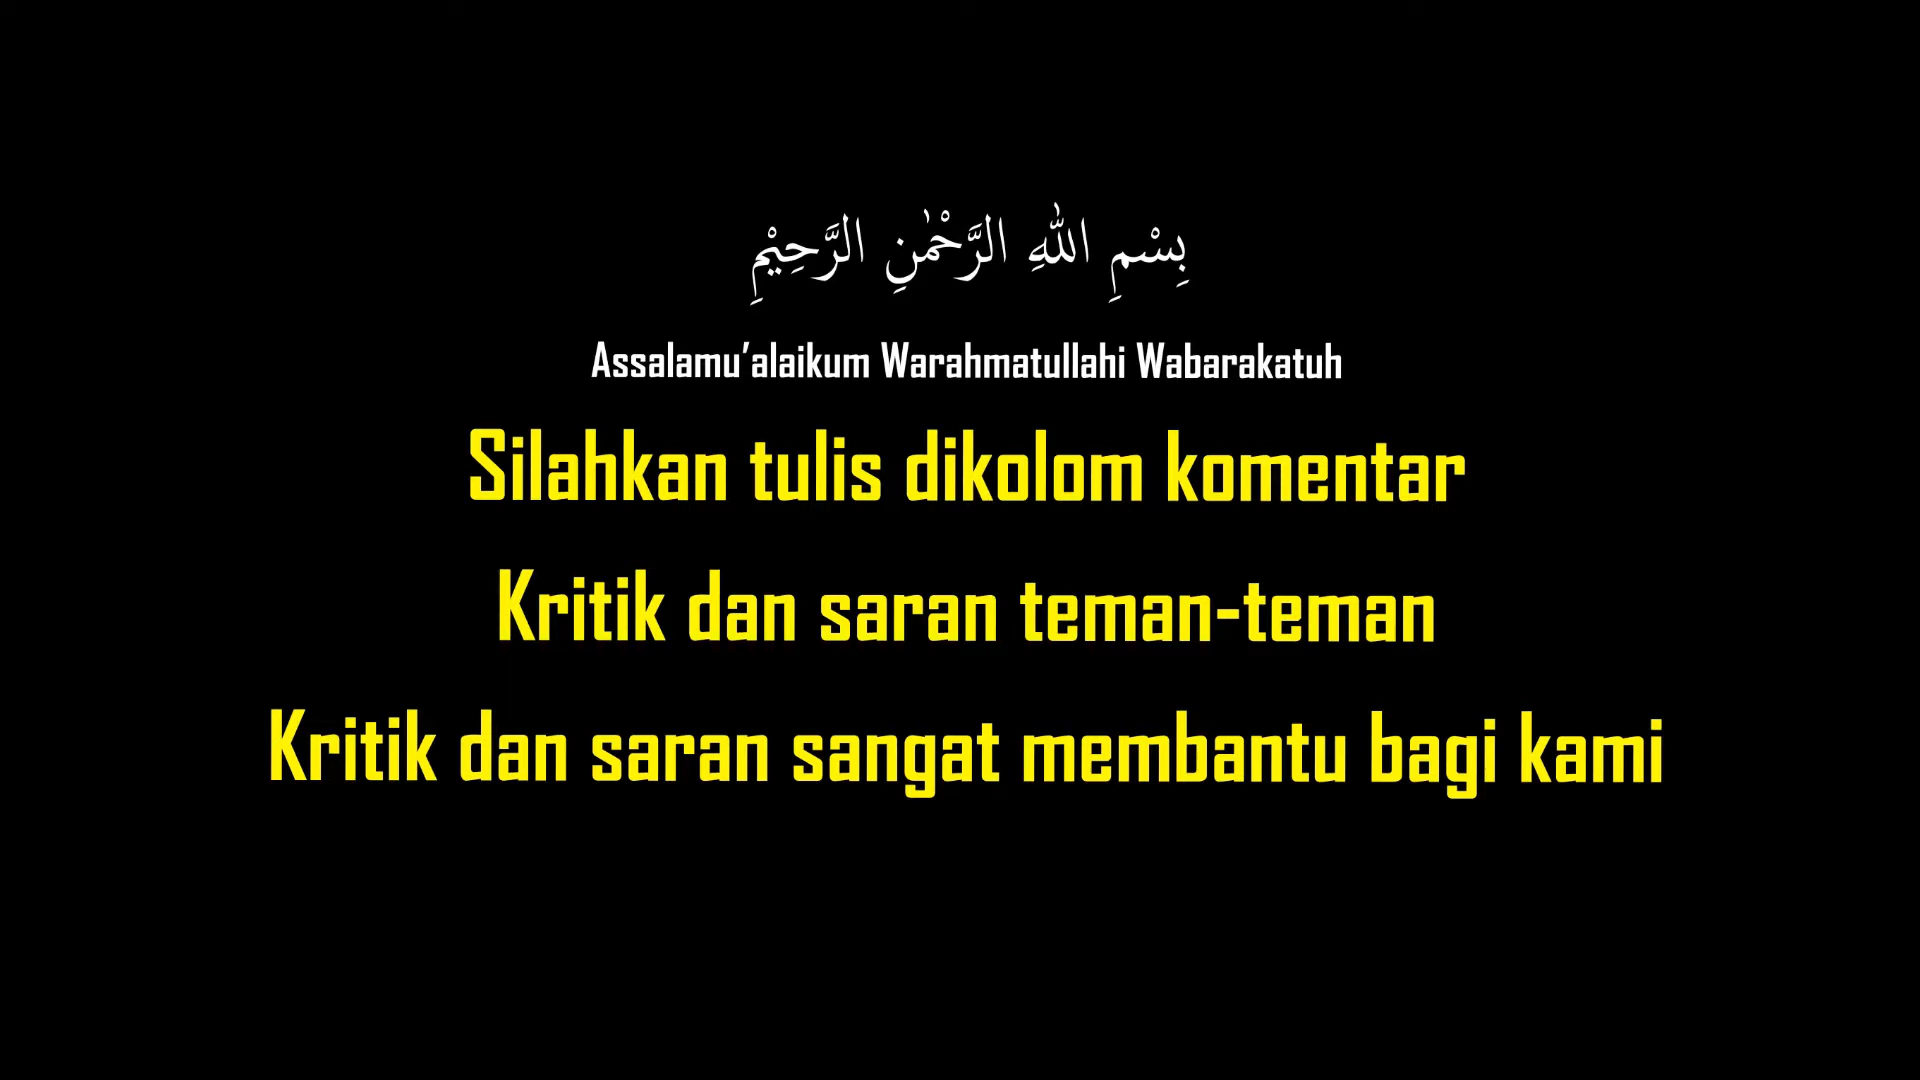 بِسْمِ اللهِ الرَّحْمٰنِ الرَّحِيْمِ
Assalamu’alaikum Warahmatullahi Wabarakatuh
Silahkan tulis dikolom komentar
Kritik dan saran teman-teman
Kritik dan saran sangat membantu bagi kami